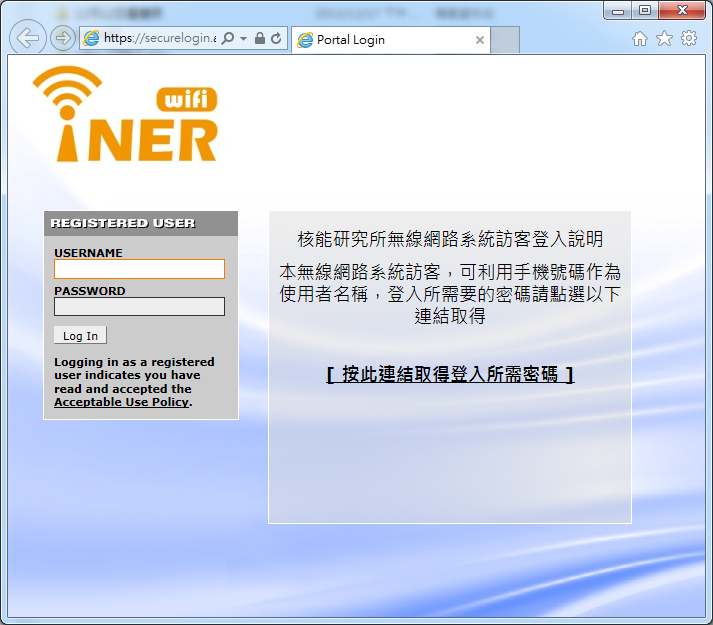 https://securelogin.a
Portal Login
wifi
iNER
REGISTERED USER
USERNAME
PASSWORD
Log In
Logging in as a registered
user indicates you have
read and accepted the
Acceptable Use Policy.
核能研究所無線網路系統訪客登入說明
本無線網路系統訪客，可利用手機號碼作為
使用者名稱，登入所需要的密碼請點選以下
連結取得
[ 按此連結取得登入所需密碼 ]